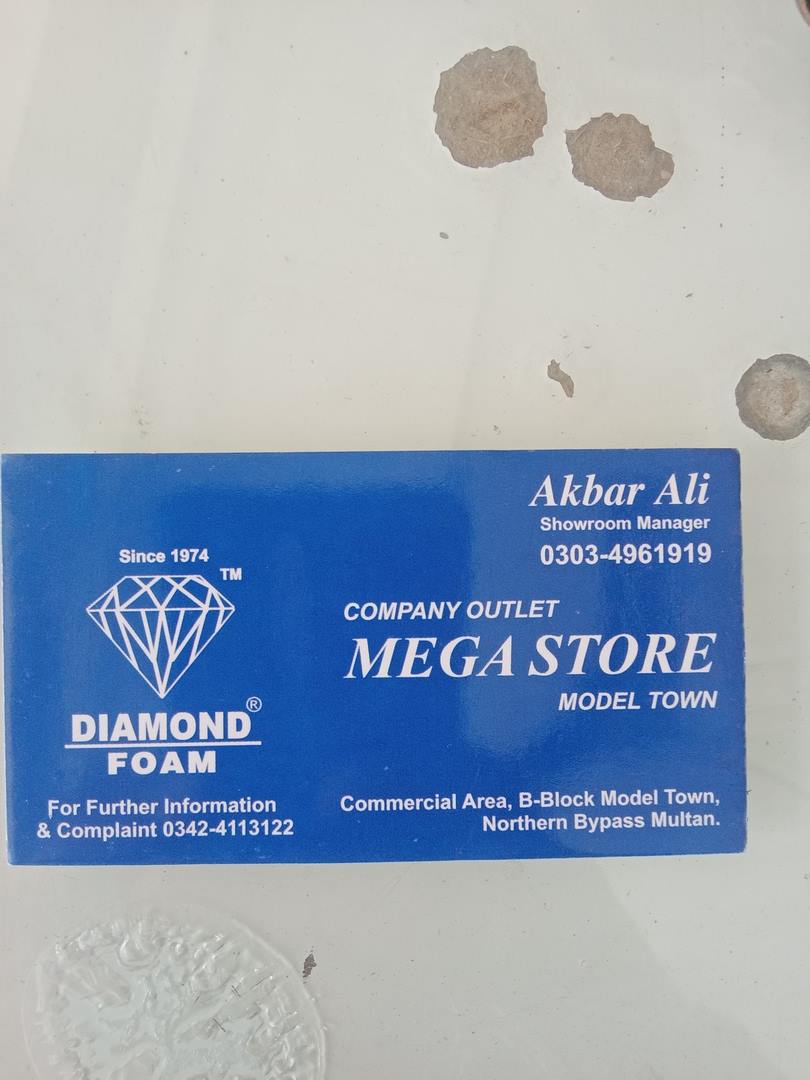 Akbar Ali
Showroom Manager
0303-4961919
Since 1974
TM
DIAMOND®
FOAM
COMPANY OUTLET
MEGA STORE
MODEL TOWN
For Further Information
& Complaint 0342-4113122
Commercial Area, B-Block Model Town,
Northern Bypass Multan.